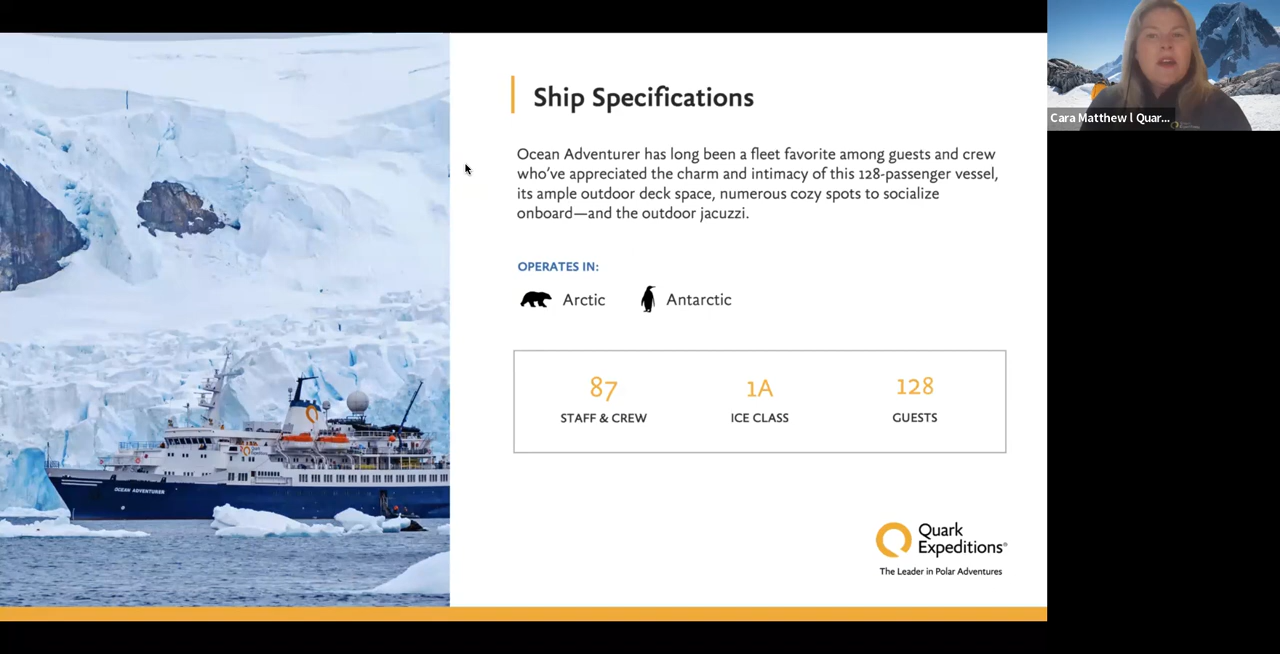 Ship Specifications
Ocean Adventurer has long been a fleet favorite among guests and crew
who’ve appreciated the charm and intimacy of this 128-passenger vessel,
its ample outdoor deck space, numerous cozy spots to socialize
onboard—and the outdoor jacuzzi.
OPERATES IN:
Arctic
Antarctic
87
STAFF & CREW
1A
ICE CLASS
128
GUESTS
Quark
Expeditions®
The Leader in Polar Adventures
OCEAN ADVENTURER
Quark
Expeditions
Cara Matthew l Quar...